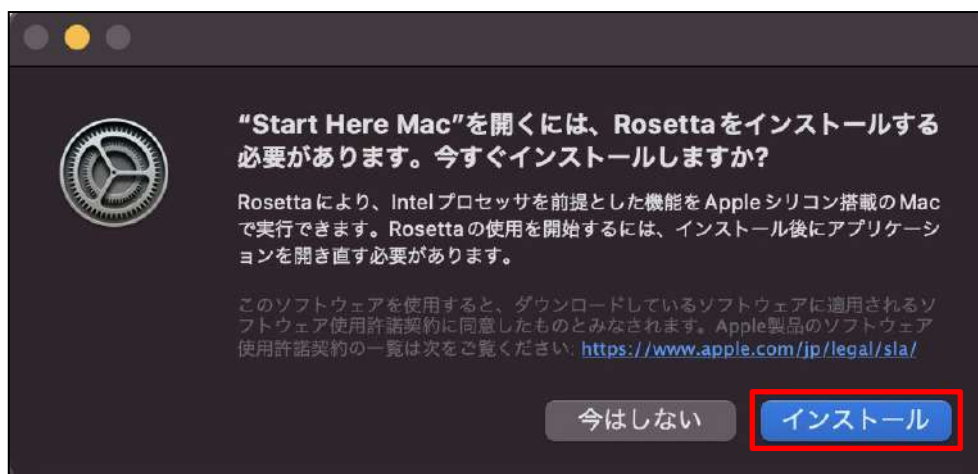 “Start Here Mac”を開くには、Rosettaをインストールする
必要があります。今すぐインストールしますか?
Rosettaにより、Intelプロセッサを前提とした機能をAppleシリコン搭載のMac
で実行できます。Rosettaの使用を開始するには、インストール後にアプリケーシ
ョンを開き直す必要があります。
このソフトウェアを使用すると、ダウンロードしているソフトウェアに適用されるソ
フトウェア使用許諾契約に同意したものとみなされます。Apple製品のソフトウェア
使用許諾契約の一覧は次をご覧ください: https://www.apple.com/jp/legal/sla/
今はしない インストール